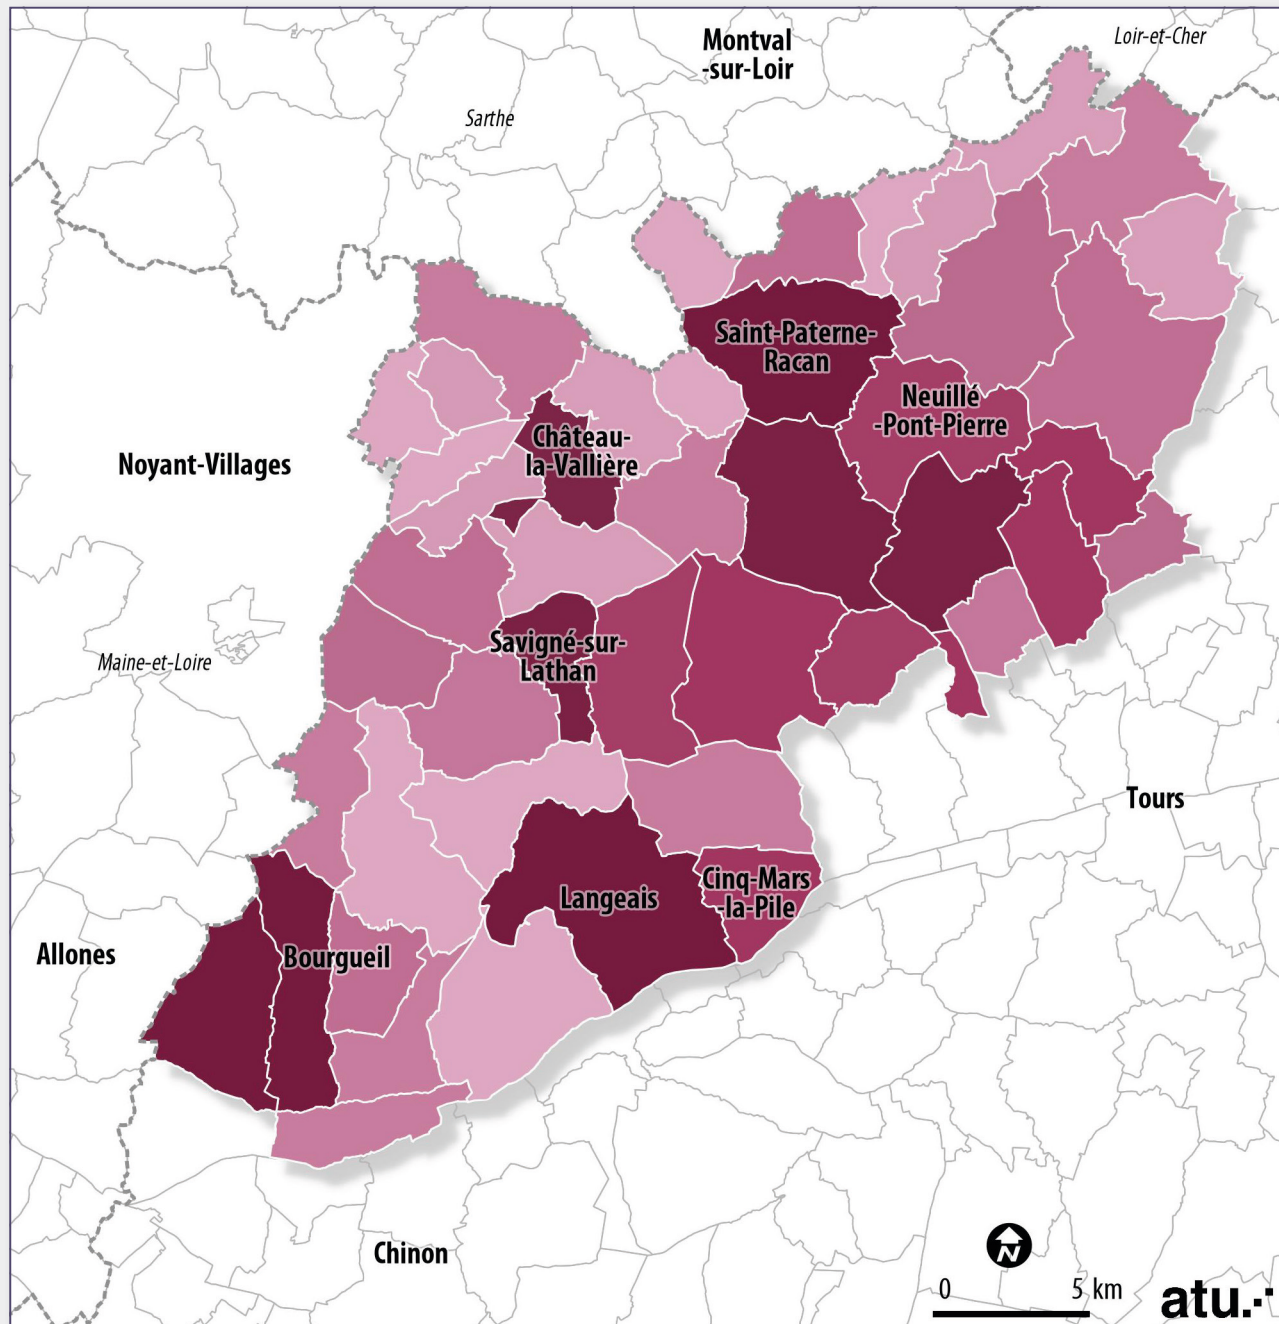 Montval
-sur-Loir
Loir-et-Cher
Sarthe
Saint-Paterne-
Racan
Neuillé
-Pont-Pierre
Château-
la-Vallière
Noyant-Villages
Savigné-sur-
Lathan
Maine-et-Loire
Tours
Cinq-Mars
-la-Pile
Langeais
Allones
Bourgueil
Chinon
N
0 5 km
atu.